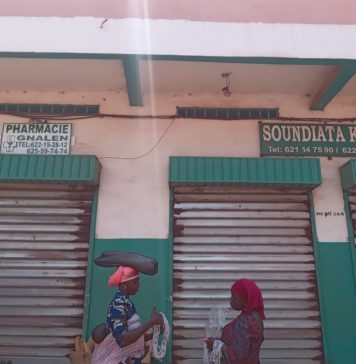 PHARMACIE
GNALEN
TEL: 622-15-28-12
625-59-74-74
SOUNDIATA
Tel: 621 14 75 90 / 622